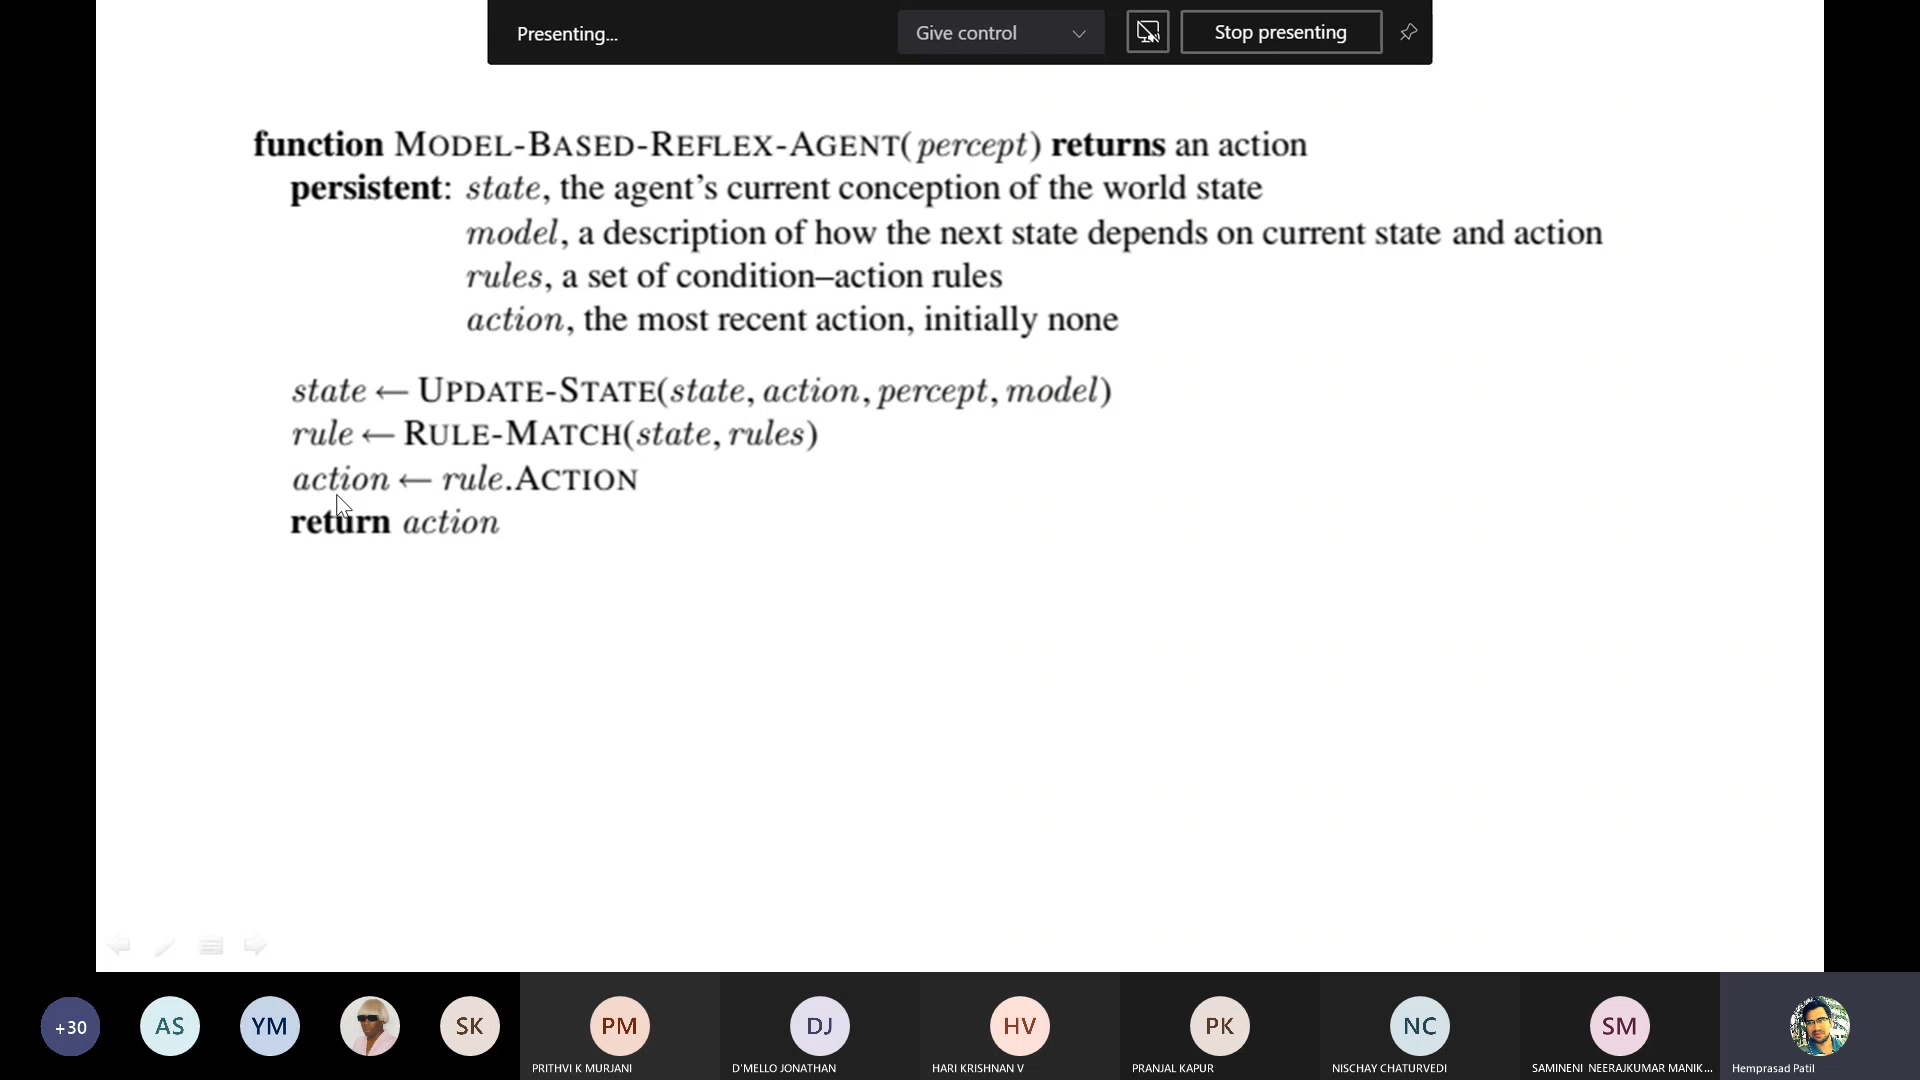 Presenting...
Give control
Stop presenting
function MODEL-BASED-REFLEX-AGENT(percept) returns an action
persistent: state, the agent's current conception of the world state
model, a description of how the next state depends on current state and action
rules, a set of condition–action rules
action, the most recent action, initially none
state ← UPDATE-STATE(state, action, percept, model)
rule ← RULE-MATCH(state, rules)
action ← rule.ACTION
return action
+30
AS
YM
SK
PM
DJ
HV
PK
NC
SM
PRITHVI K MURJANI
D'MELLO JONATHAN
HARI KRISHNAN V
PRANJAL KAPUR
NISCHAY CHATURVEDI
SAMINENI NEERAJKUMAR MANIK...
Hemprasad Patil